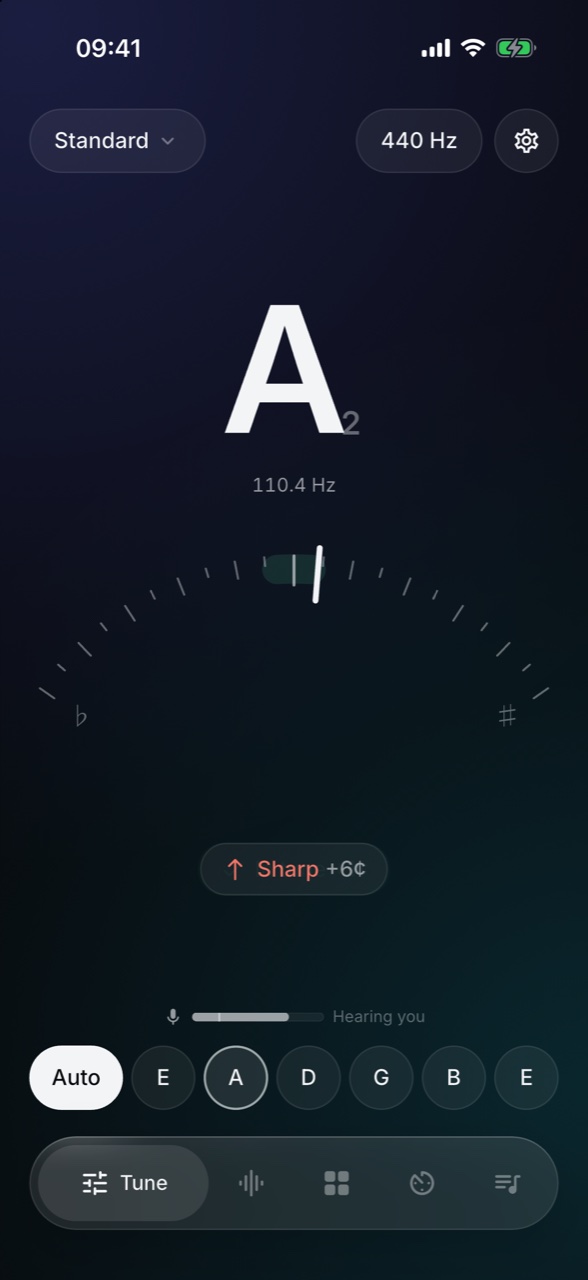 09:41
Standard
440 Hz
A2
110.4 Hz
♭ ♯
↑ Sharp +6¢
Hearing you
Auto E A D G B E
Tune